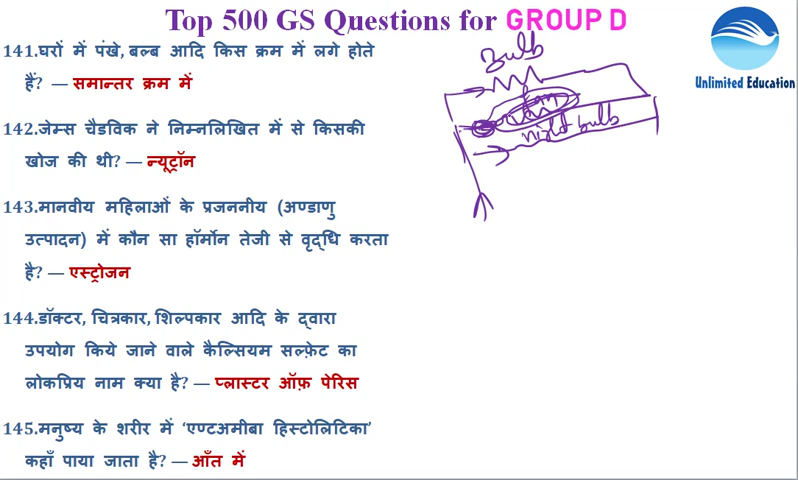 Top 500 GS Questions for GROUP D
Unlimited Education
141.घरों में पंखे, बल्ब आदि किस क्रम में लगे होते
हैं? — समान्तर क्रम में
142.जेम्स चैडविक ने निम्नलिखित में से किसकी
खोज की थी? — न्यूट्रॉन
143.मानवीय महिलाओं के प्रजननीय (अण्डाणु
उत्पादन) में कौन सा हॉर्मोन तेजी से वृद्धि करता
है? — एस्ट्रोजन
144.डॉक्टर, चित्रकार, शिल्पकार आदि के द्वारा
उपयोग किये जाने वाले कैल्सियम सल्फ़ेट का
लोकप्रिय नाम क्या है? — प्लास्टर ऑफ़ पेरिस
145.मनुष्य के शरीर में ‘एण्टअमीबा हिस्टोलिटिका’
कहाँ पाया जाता है? — आँत में
Bulb
night bulb